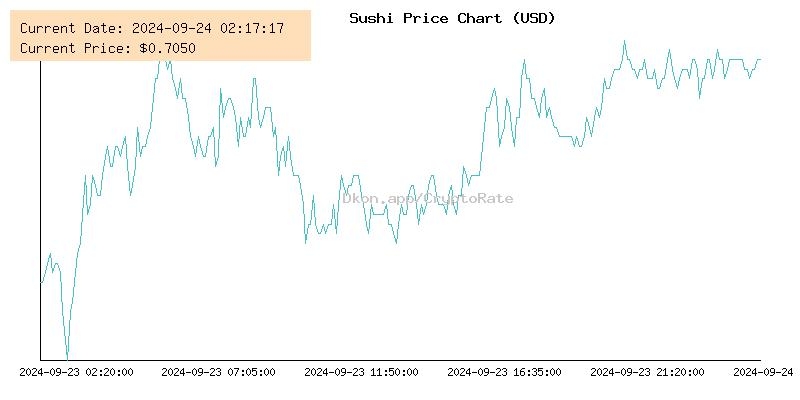 Sushi Price Chart (USD)
Current Date: 2024-09-24 02:17:17
Current Price: $0.7050
Dkon.app/CryptoRate
2024-09-23 02:20:00 2024-09-23 07:05:00 2024-09-23 11:50:00 2024-09-23 16:35:00 2024-09-23 21:20:00 2024-09-24